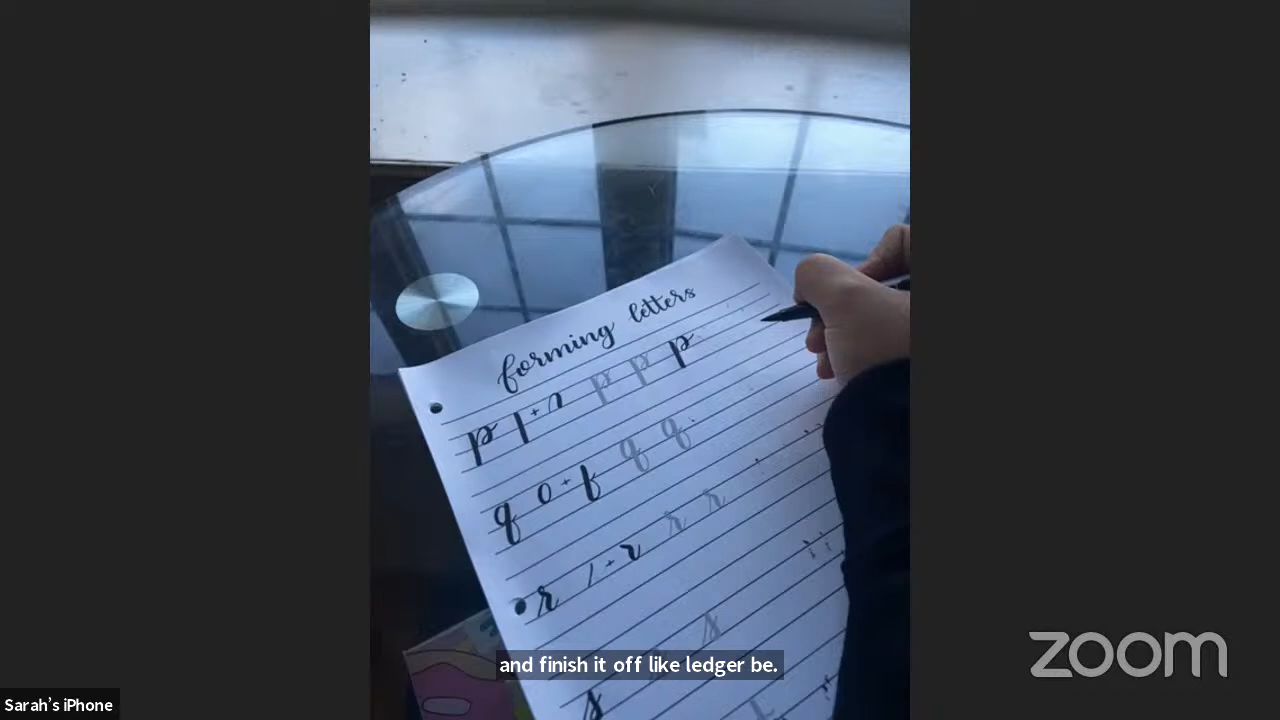 forming letters
p l + n p p p
q o + f q q
r / + r r r
s s
and finish it off like ledger be.
Sarah's iPhone
zoom